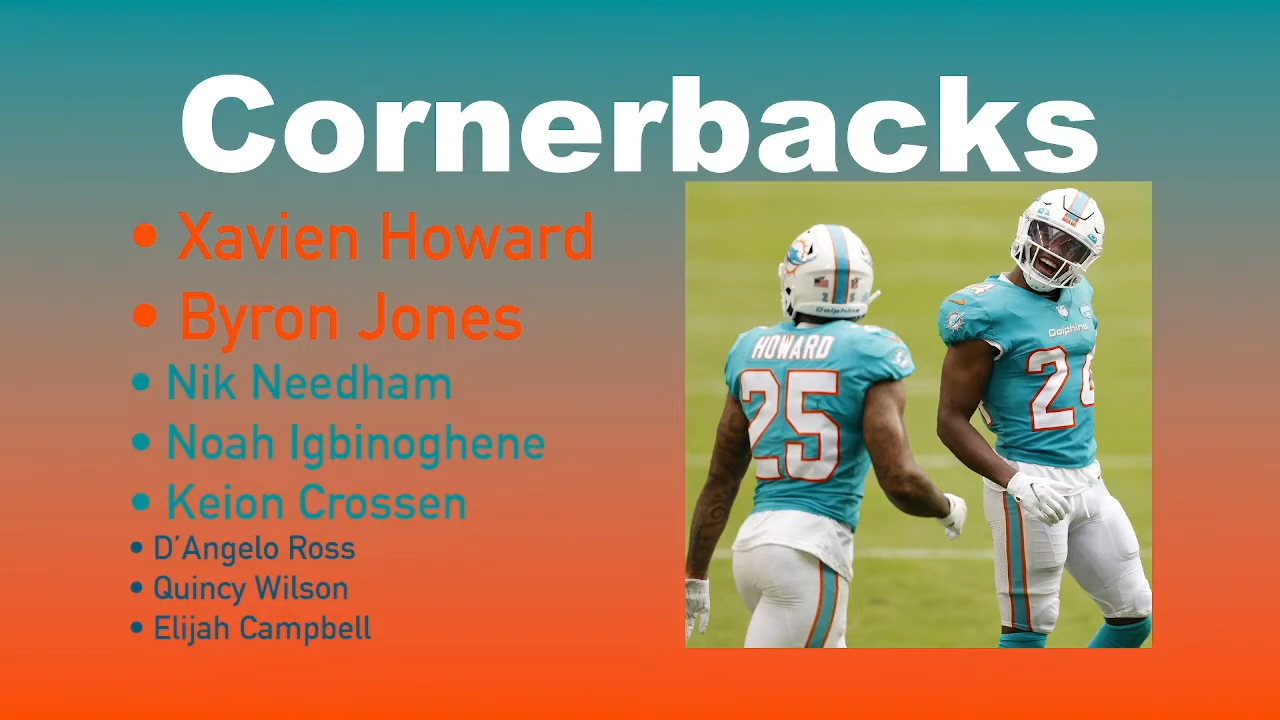 Cornerbacks
• Xavien Howard
• Byron Jones
• Nik Needham
• Noah Igbinoghene
• Keion Crossen
• D'Angelo Ross
• Quincy Wilson
• Elijah Campbell
HOWARD
25
Dolphins
24
Dolphins
24